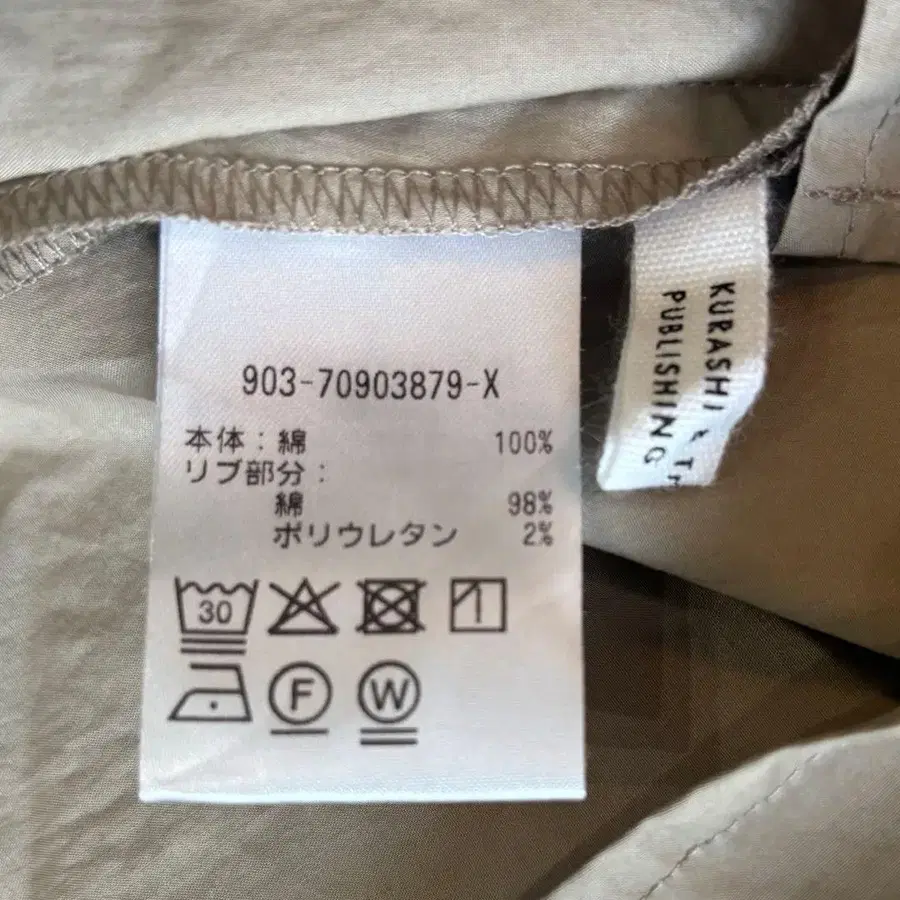 903-70903879-X
本体：綿 100%
リブ部分：
綿 98%
ポリウレタン 2%
30
F
W
KURASHI &
PUBLISHING